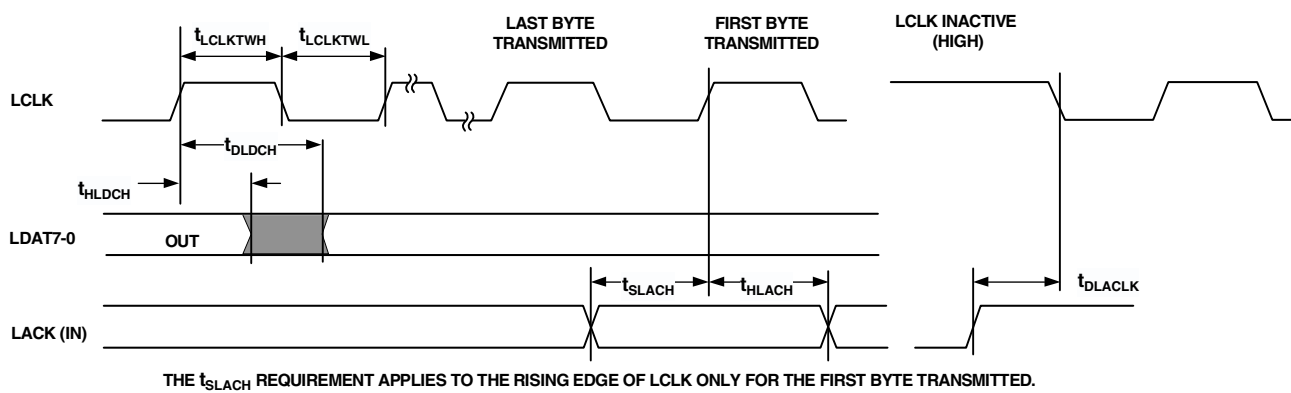 LAST BYTE
TRANSMITTED
FIRST BYTE
TRANSMITTED
LCLK INACTIVE
(HIGH)
tLCLKTWH
tLCLKTWL
LCLK
tDLDCH
tHLDCH
LDAT7-0
OUT
tSLACH
tHLACH
tDLACLK
LACK (IN)
THE tSLACH REQUIREMENT APPLIES TO THE RISING EDGE OF LCLK ONLY FOR THE FIRST BYTE TRANSMITTED.